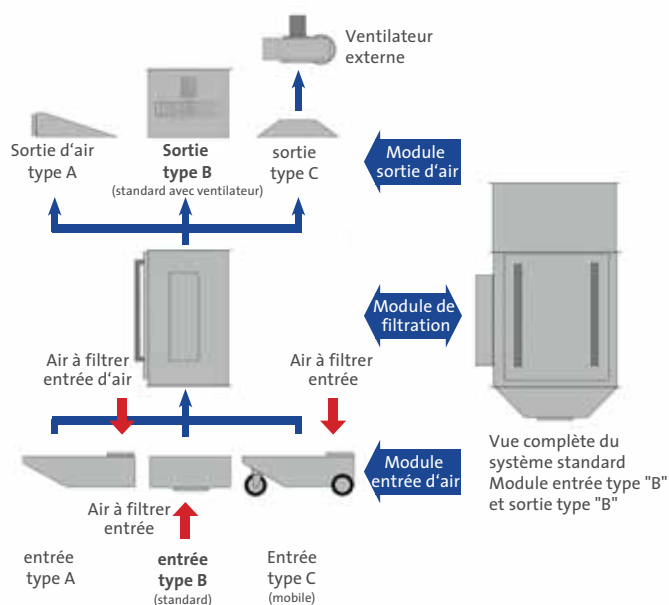 Ventilateur
externe
Sortie d‘air
type A
Sortie
type B
(standard avec ventilateur)
sortie
type C
Module
sortie d‘air
Module de
filtration
Air à filtrer
entrée d‘air
Air à filtrer
entrée
Module
entrée d‘air
Vue complète du
système standard
Module entrée type "B"
et sortie type "B"
Air à filtrer
entrée
entrée
type A
entrée
type B
(standard)
Entrée
type C
(mobile)